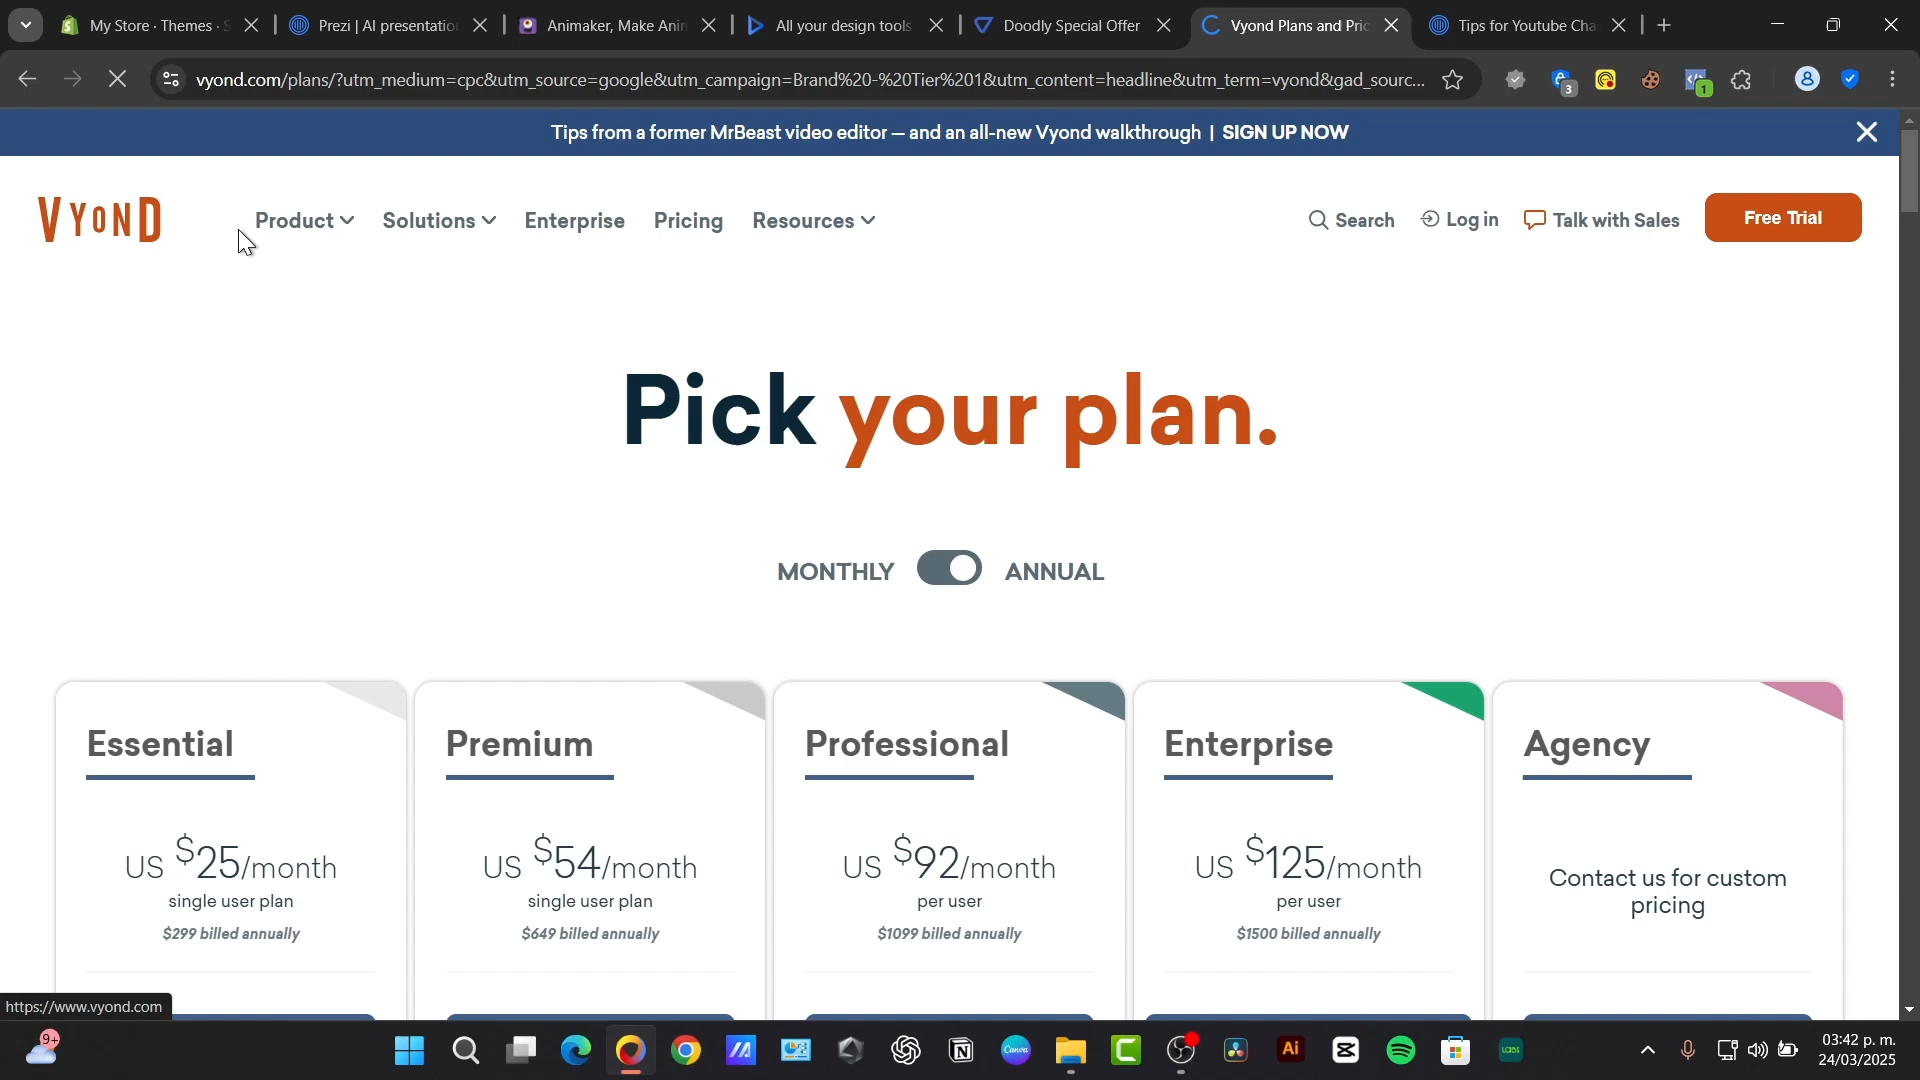 My Store · Themes ·
Prezi | AI presentatio
Animaker, Make Anin
All your design tools
Doodly Special Offer
Vyond Plans and Pric
Tips for Youtube Cha
vyond.com/plans/?utm_medium=cpc&utm_source=google&utm_campaign=Brand%20-%20Tier%201&utm_content=headline&utm_term=vyond&gad_sourc...
3
1
Tips from a former MrBeast video editor — and an all-new Vyond walkthrough | SIGN UP NOW
VYOND
Product
Solutions
Enterprise
Pricing
Resources
Search
Log in
Talk with Sales
Free Trial
Pick your plan.
MONTHLY
ANNUAL
Essential
US $25/month
single user plan
$299 billed annually
Premium
US $54/month
single user plan
$649 billed annually
Professional
US $92/month
per user
$1099 billed annually
Enterprise
US $125/month
per user
$1500 billed annually
Agency
Contact us for custom
pricing
https://www.vyond.com
9+
Canva
Ai
LABS
03:42 p. m.
24/03/2025